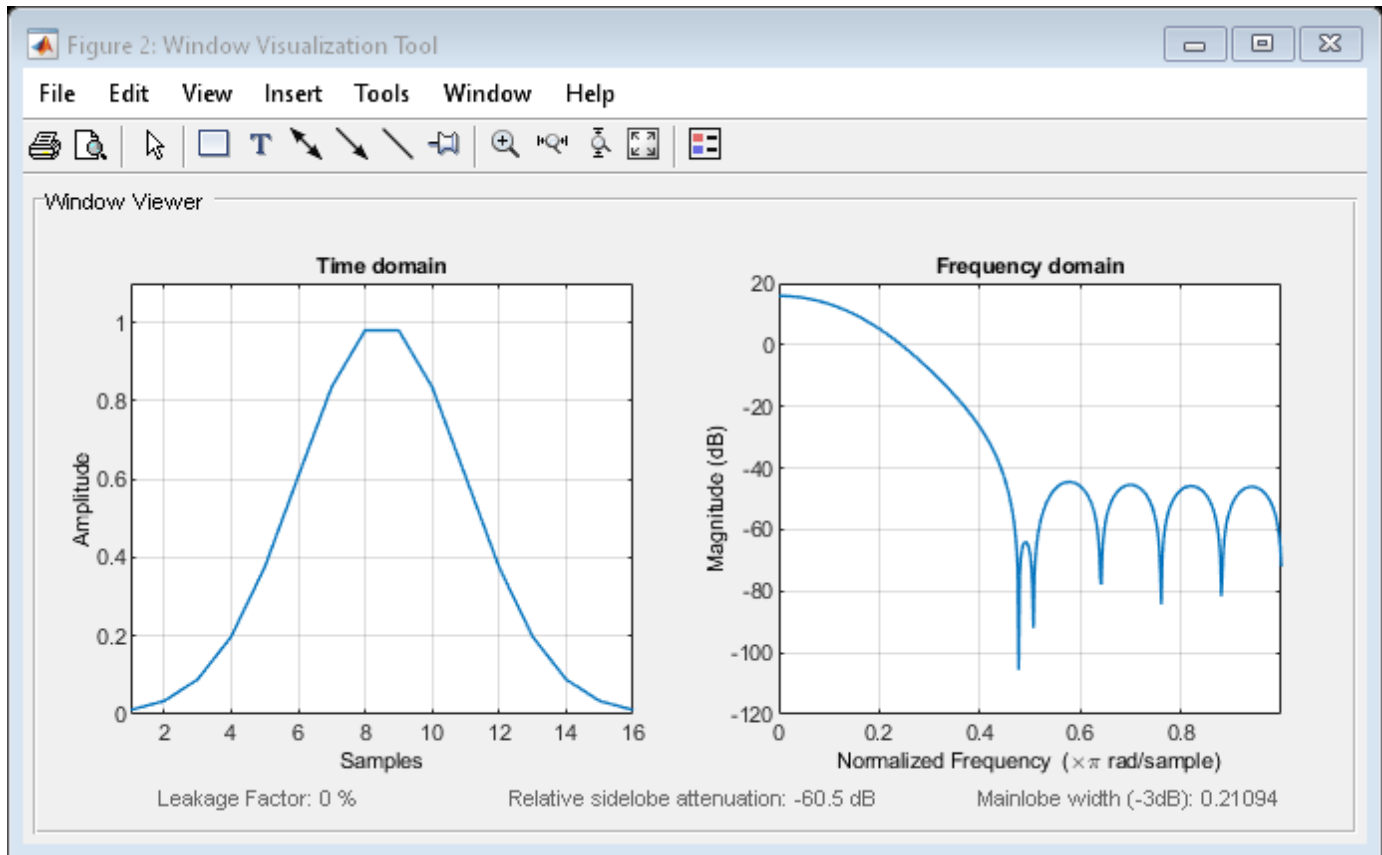 Figure 2: Window Visualization Tool
File Edit View Insert Tools Window Help
T
Window Viewer
Time domain
1
0.8
0.6
0.4
0.2
0
Amplitude
2 4 6 8 10 12 14 16
Samples
Frequency domain
20
0
-20
-40
-60
-80
-100
-120
Magnitude (dB)
0 0.2 0.4 0.6 0.8
Normalized Frequency (×π rad/sample)
Leakage Factor: 0 %
Relative sidelobe attenuation: -60.5 dB
Mainlobe width (-3dB): 0.21094